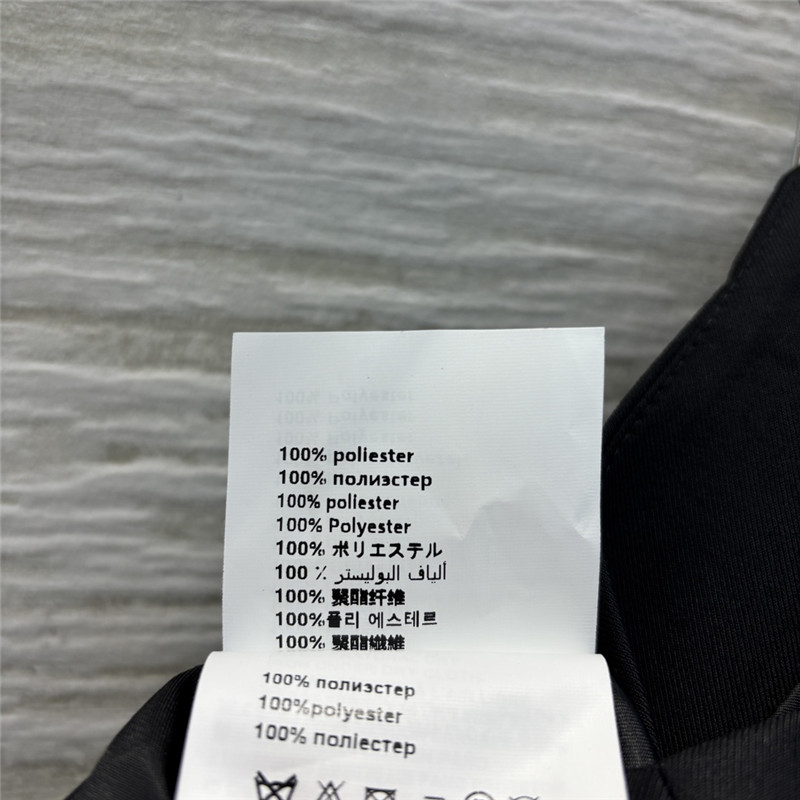 100% poliester
100% полиэстер
100% poliester
100% Polyester
100% ポリエステル
100 ٪ ألياف البوليستر
100% 聚酯纤维
100%폴리 에스테르
100% 聚酯纖維
100% полиэстер
100%polyester
100% поліестер